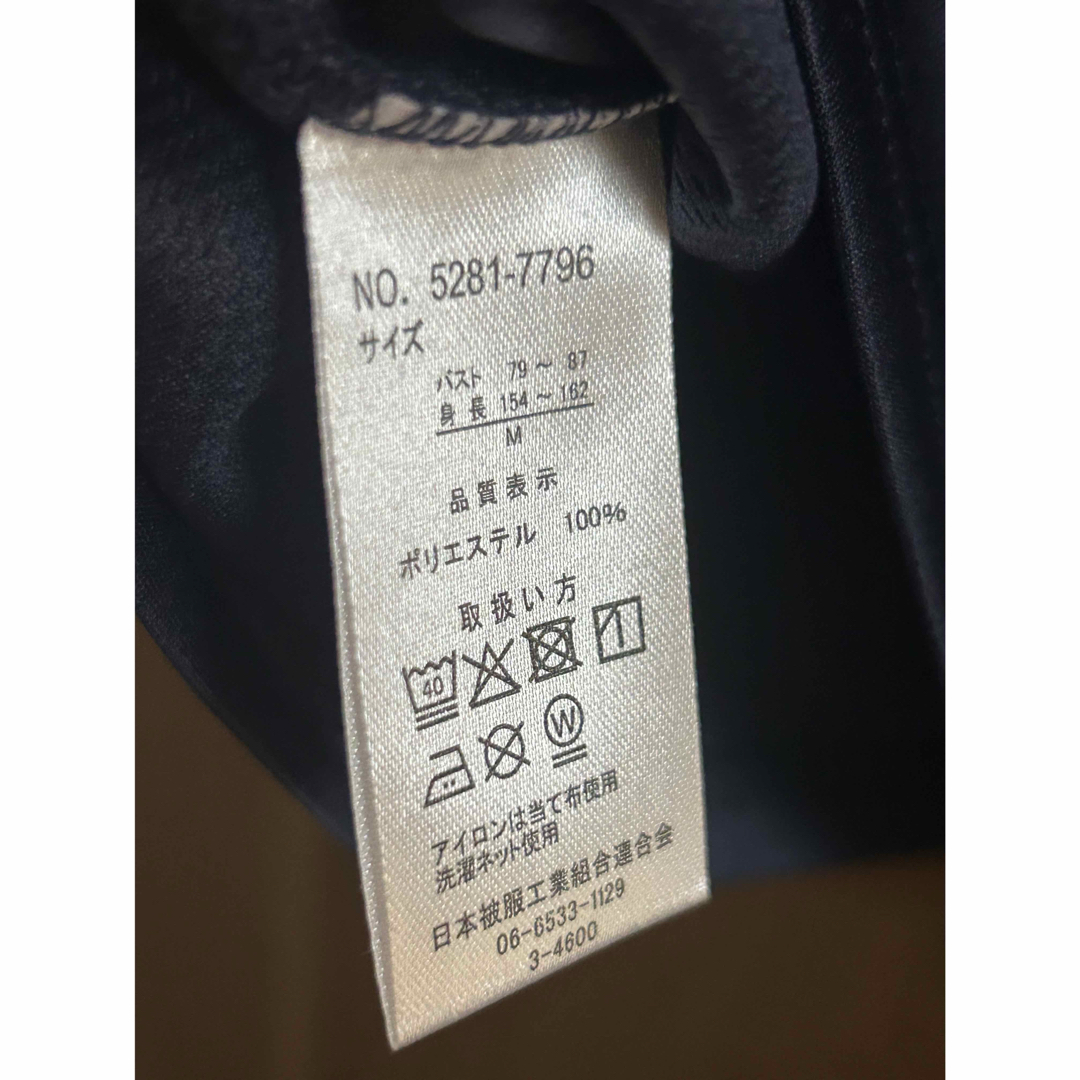 NO. 5281-7796
サイズ
バスト 79～ 87
身長 154～162
M
品質表示
ポリエステル 100%
取扱い方
40
W
アイロンは当て布使用
洗濯ネット使用
日本被服工業組合連合会
06-6533-1129
3-4600